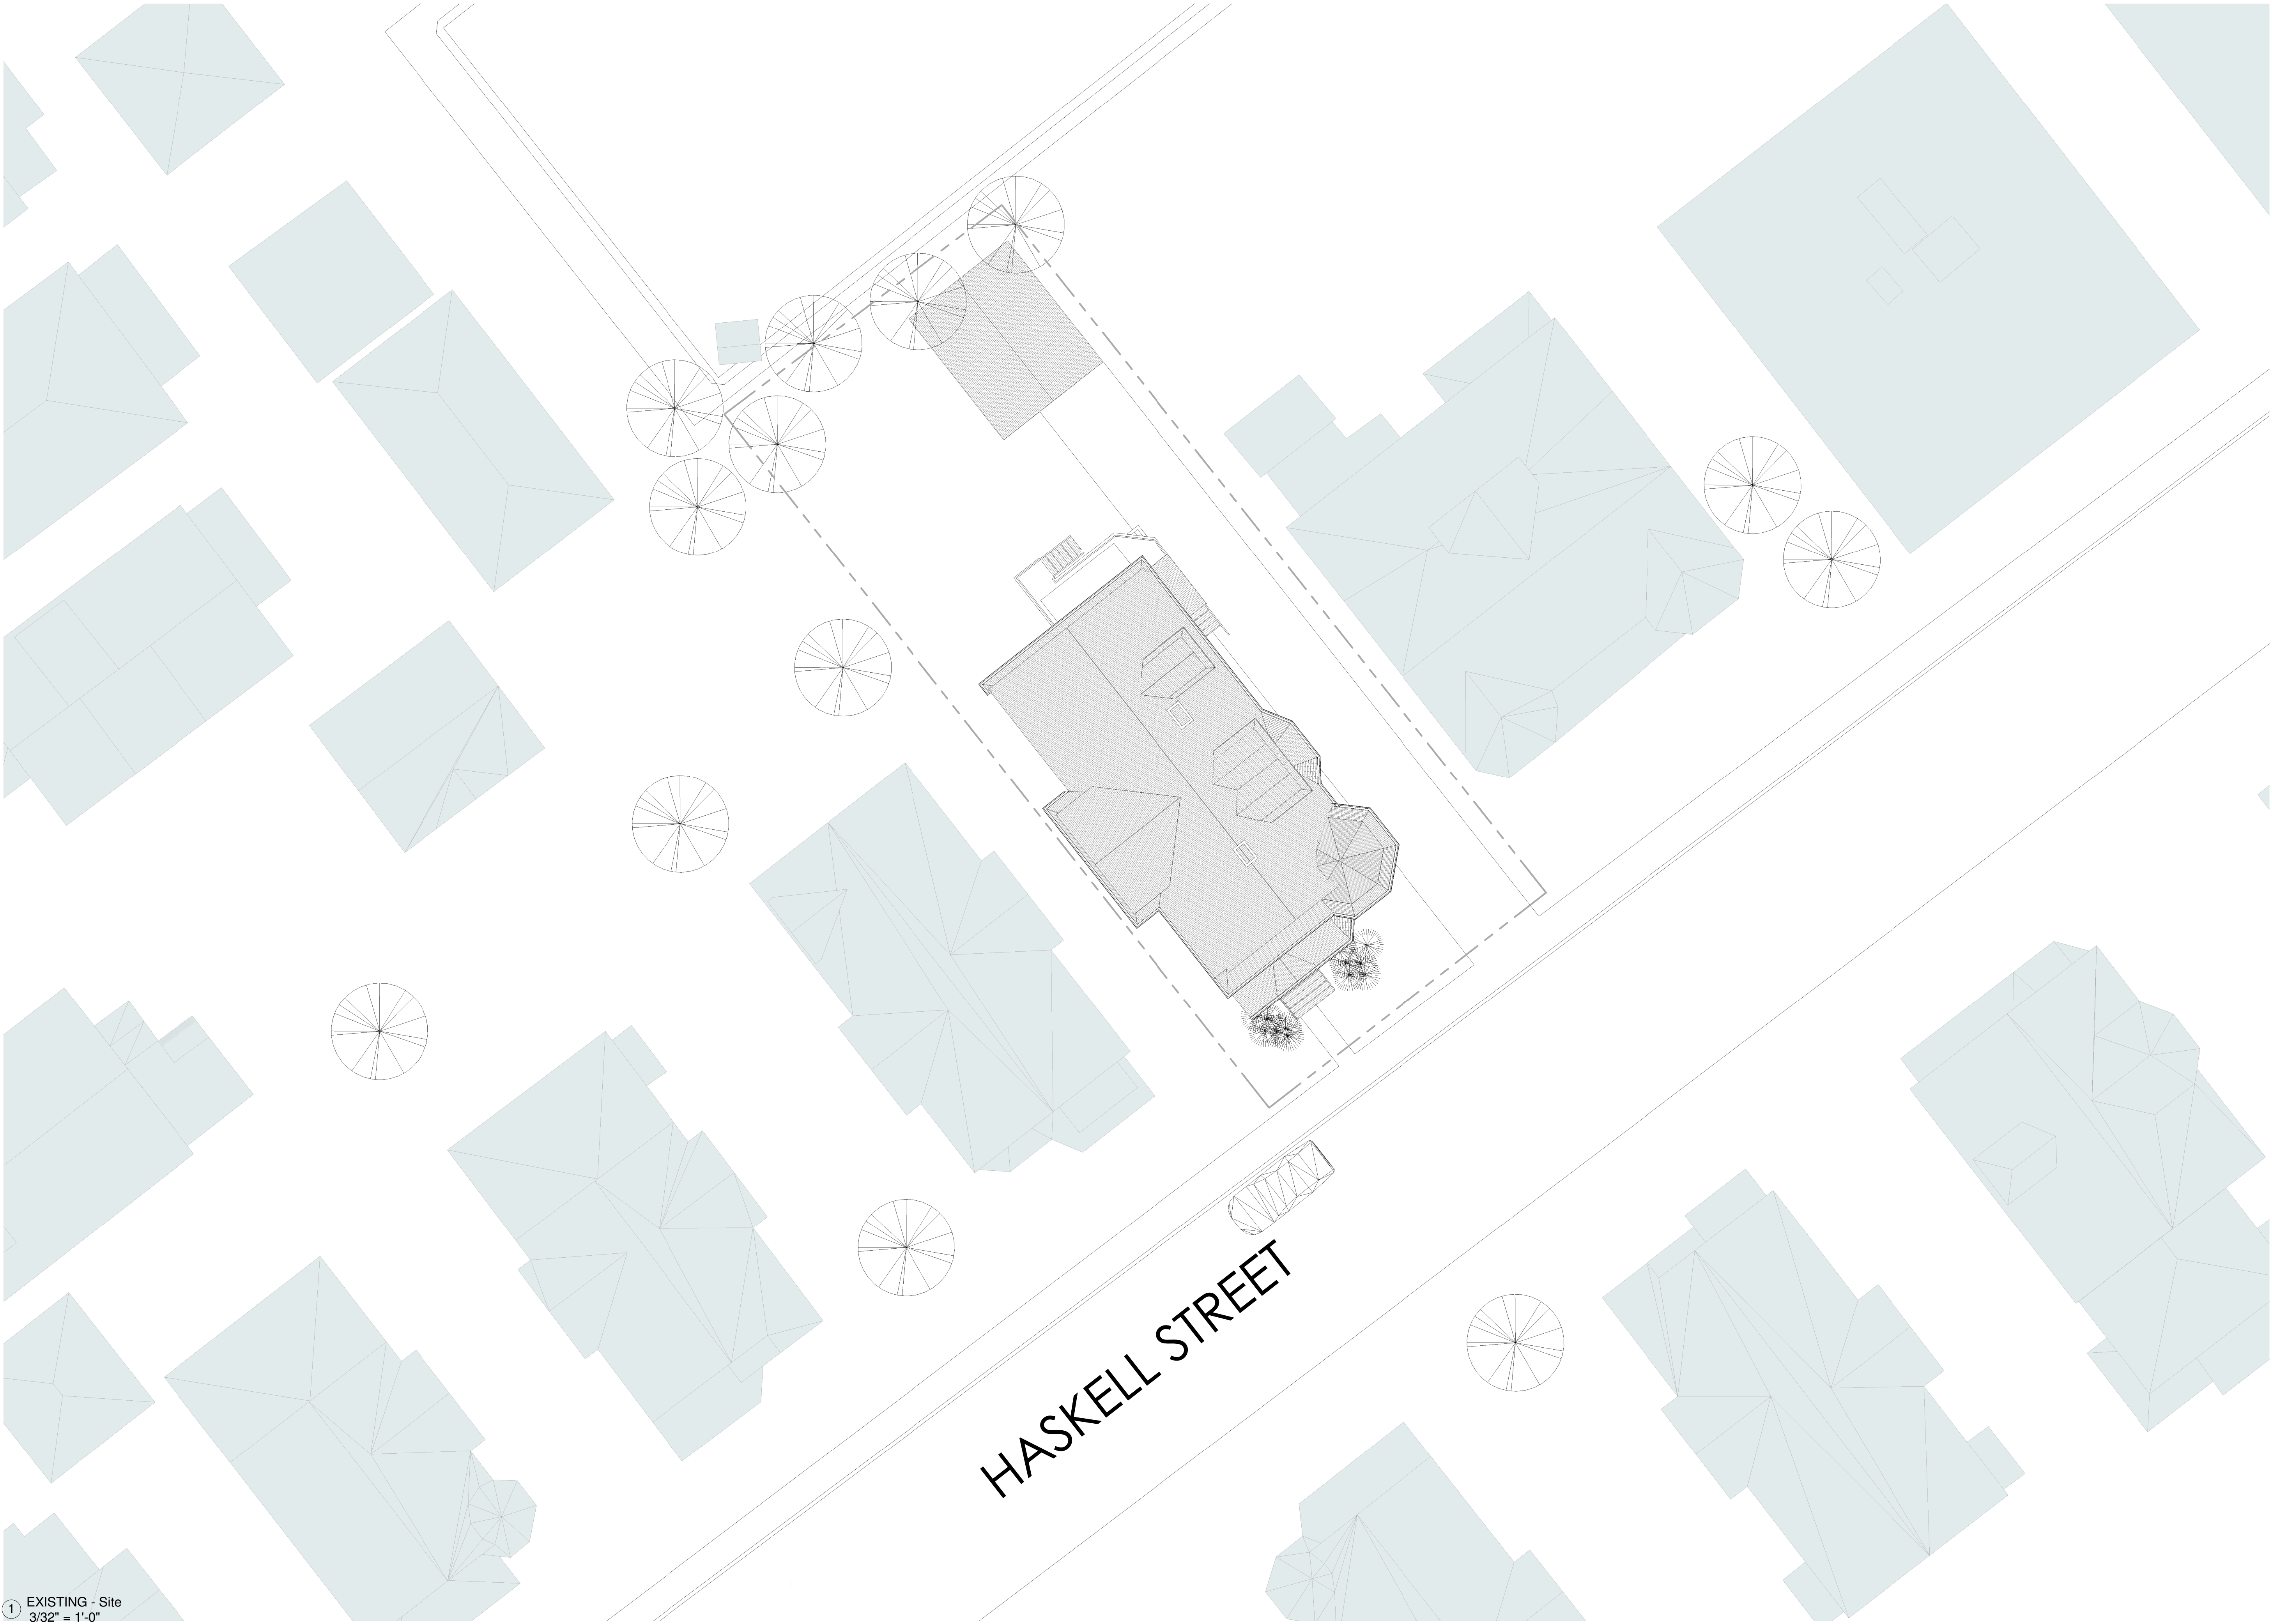 HASKELL STREET
1 EXISTING - Site
3/32" = 1'-0"